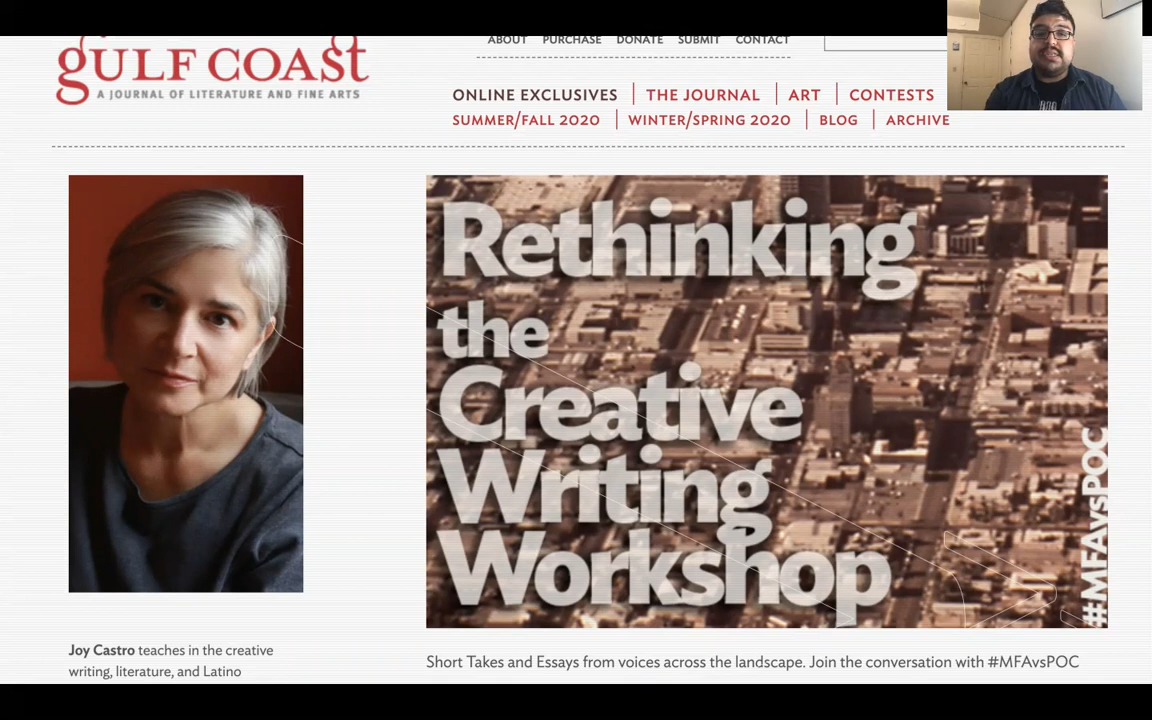 gULF COAST
A JOURNAL OF LITERATURE AND FINE ARTS
ABOUT PURCHASE DONATE SUBMIT CONTACT
ONLINE EXCLUSIVES | THE JOURNAL | ART | CONTESTS
SUMMER/FALL 2020 | WINTER/SPRING 2020 | BLOG | ARCHIVE
Rethinking
the
Creative
Writing
Workshop
#MFAvsPOC
Joy Castro teaches in the creative
writing, literature, and Latino
Short Takes and Essays from voices across the landscape. Join the conversation with #MFAvsPOC